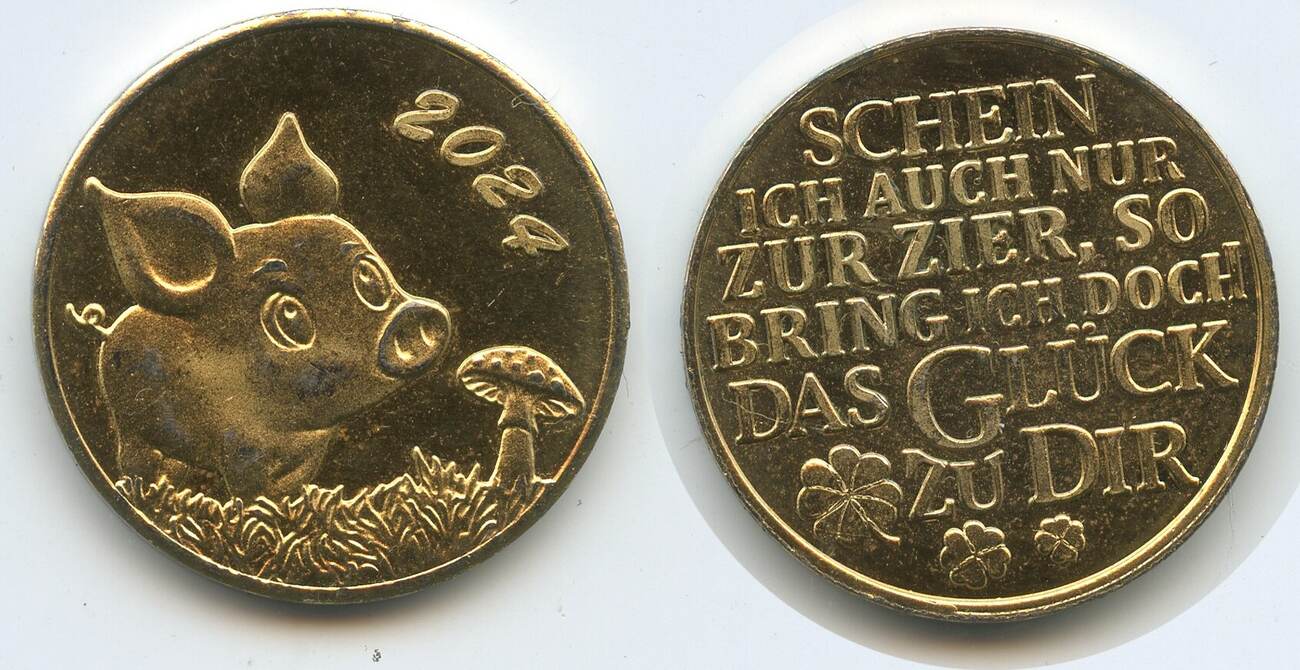 2024
SCHEIN
ICH AUCH NUR
ZUR ZIER, SO
BRING ICH DOCH
DAS GLÜCK
ZU DIR